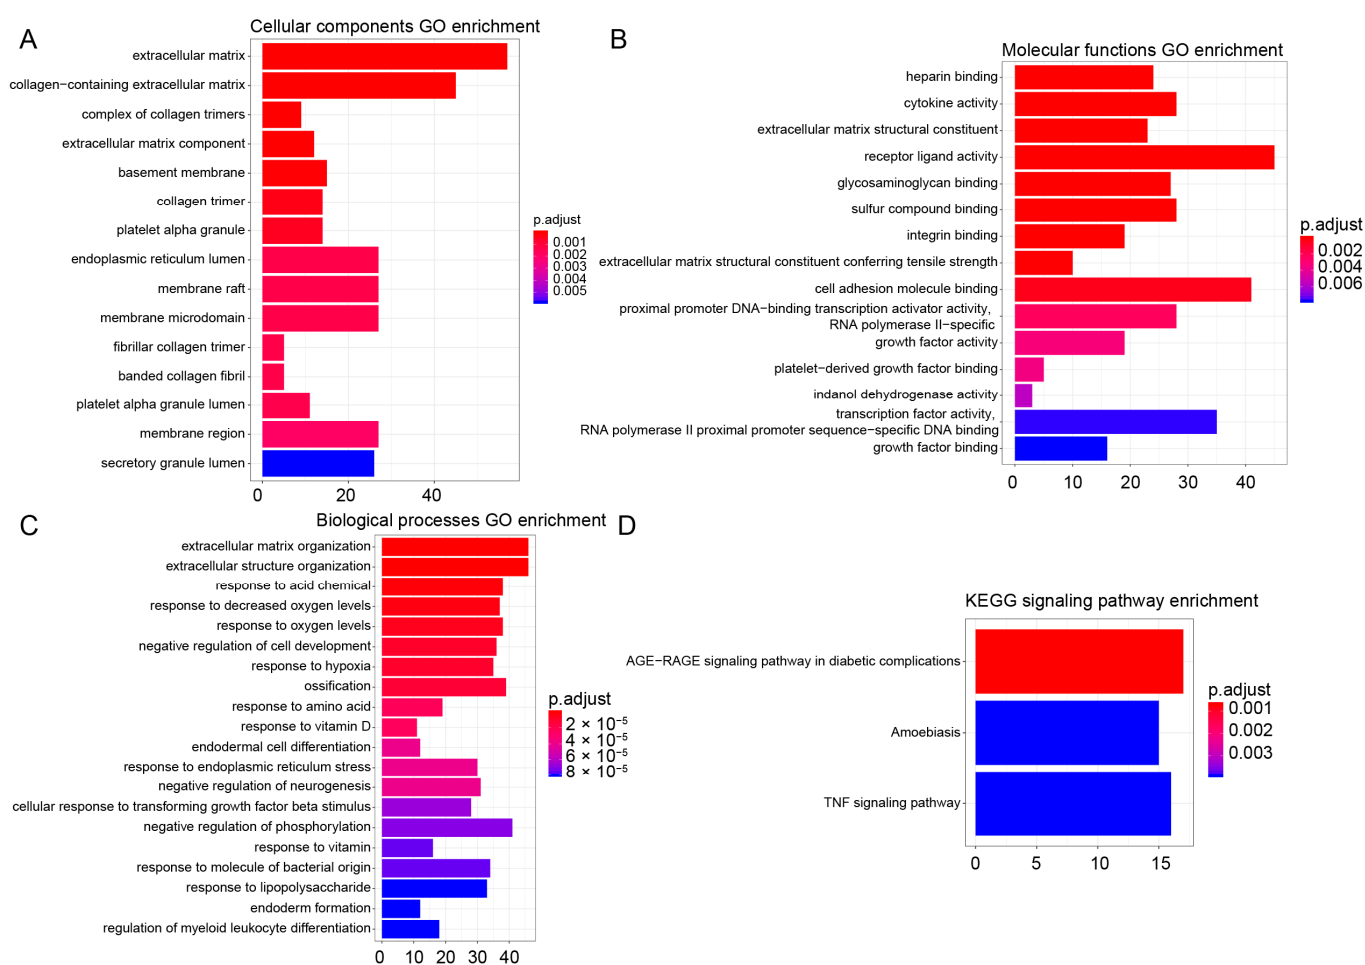 A
Cellular components GO enrichment
extracellular matrix
collagen−containing extracellular matrix
complex of collagen trimers
extracellular matrix component
basement membrane
collagen trimer
platelet alpha granule
endoplasmic reticulum lumen
membrane raft
membrane microdomain
fibrillar collagen trimer
banded collagen fibril
platelet alpha granule lumen
membrane region
secretory granule lumen
0 20 40
p.adjust
0.001
0.002
0.003
0.004
0.005
B
Molecular functions GO enrichment
heparin binding
cytokine activity
extracellular matrix structural constituent
receptor ligand activity
glycosaminoglycan binding
sulfur compound binding
integrin binding
extracellular matrix structural constituent conferring tensile strength
cell adhesion molecule binding
proximal promoter DNA−binding transcription activator activity,
RNA polymerase II−specific
growth factor activity
platelet−derived growth factor binding
indanol dehydrogenase activity
transcription factor activity,
RNA polymerase II proximal promoter sequence−specific DNA binding
growth factor binding
0 10 20 30 40
p.adjust
0.002
0.004
0.006
C
Biological processes GO enrichment
extracellular matrix organization
extracellular structure organization
response to acid chemical
response to decreased oxygen levels
response to oxygen levels
negative regulation of cell development
response to hypoxia
ossification
response to amino acid
response to vitamin D
endodermal cell differentiation
response to endoplasmic reticulum stress
negative regulation of neurogenesis
cellular response to transforming growth factor beta stimulus
negative regulation of phosphorylation
response to vitamin
response to molecule of bacterial origin
response to lipopolysaccharide
endoderm formation
regulation of myeloid leukocyte differentiation
0 10 20 30 40
p.adjust
2 × 10⁻⁵
4 × 10⁻⁵
6 × 10⁻⁵
8 × 10⁻⁵
D
KEGG signaling pathway enrichment
AGE−RAGE signaling pathway in diabetic complications
Amoebiasis
TNF signaling pathway
0 5 10 15
p.adjust
0.001
0.002
0.003